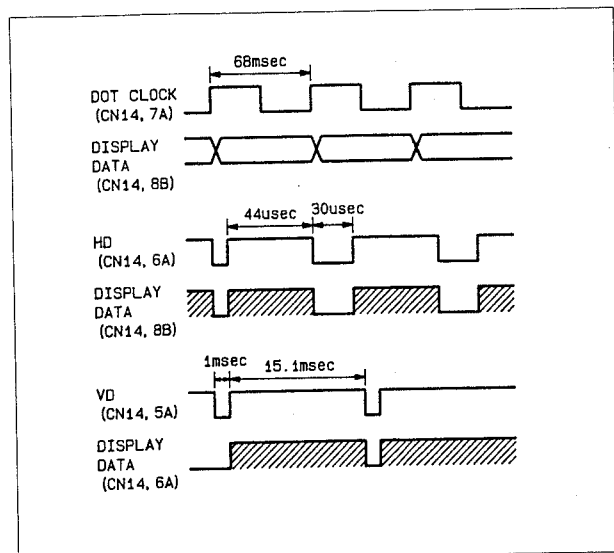 68msec
DOT CLOCK
(CN14, 7A)
DISPLAY
DATA
(CN14, 8B)
44usec 30usec
HD
(CN14, 6A)
DISPLAY
DATA
(CN14, 8B)
1msec 15.1msec
VD
(CN14, 5A)
DISPLAY
DATA
(CN14, 6A)